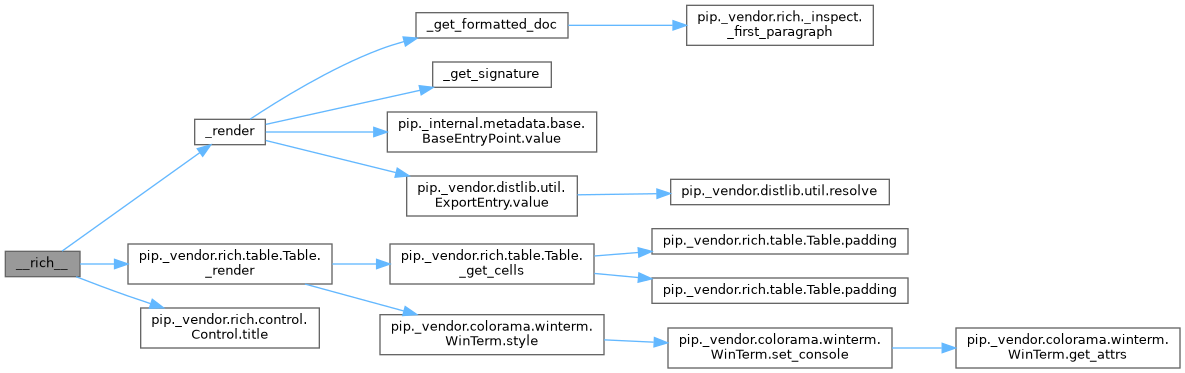 _get_formatted_doc
pip._vendor.rich._inspect.
_first_paragraph
_get_signature
_render
pip._internal.metadata.base.
BaseEntryPoint.value
pip._vendor.distlib.util.
ExportEntry.value
pip._vendor.distlib.util.resolve
__rich__
pip._vendor.rich.table.Table.
_render
pip._vendor.rich.table.Table.
_get_cells
pip._vendor.rich.table.Table.padding
pip._vendor.rich.table.Table.padding
pip._vendor.rich.control.
Control.title
pip._vendor.colorama.winterm.
WinTerm.style
pip._vendor.colorama.winterm.
WinTerm.set_console
pip._vendor.colorama.winterm.
WinTerm.get_attrs